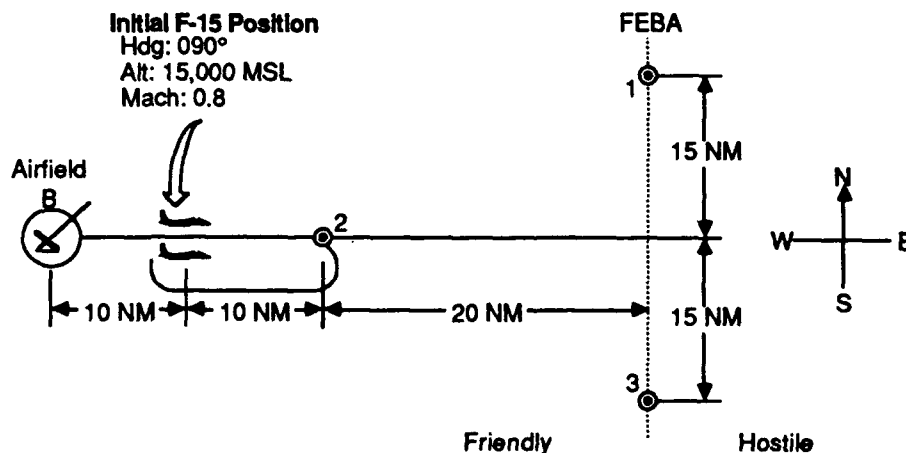 Initial F-15 Position
Hdg: 090°
Alt: 15,000 MSL
Mach: 0.8
FEBA
1
15 NM
Airfield
B
2
N
W
E
S
10 NM
10 NM
20 NM
15 NM
3
Friendly
Hostile